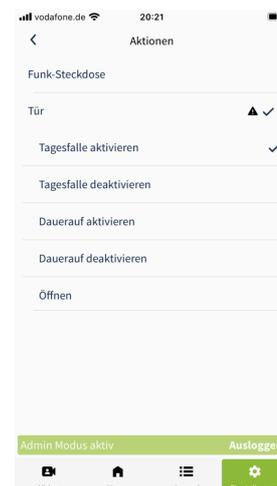 vodafone.de 20:21
Aktionen
Funk-Steckdose
Tür
Tagesfalle aktivieren
Tagesfalle deaktivieren
Dauerauf aktivieren
Dauerauf deaktivieren
Öffnen
Admin Modus aktiv